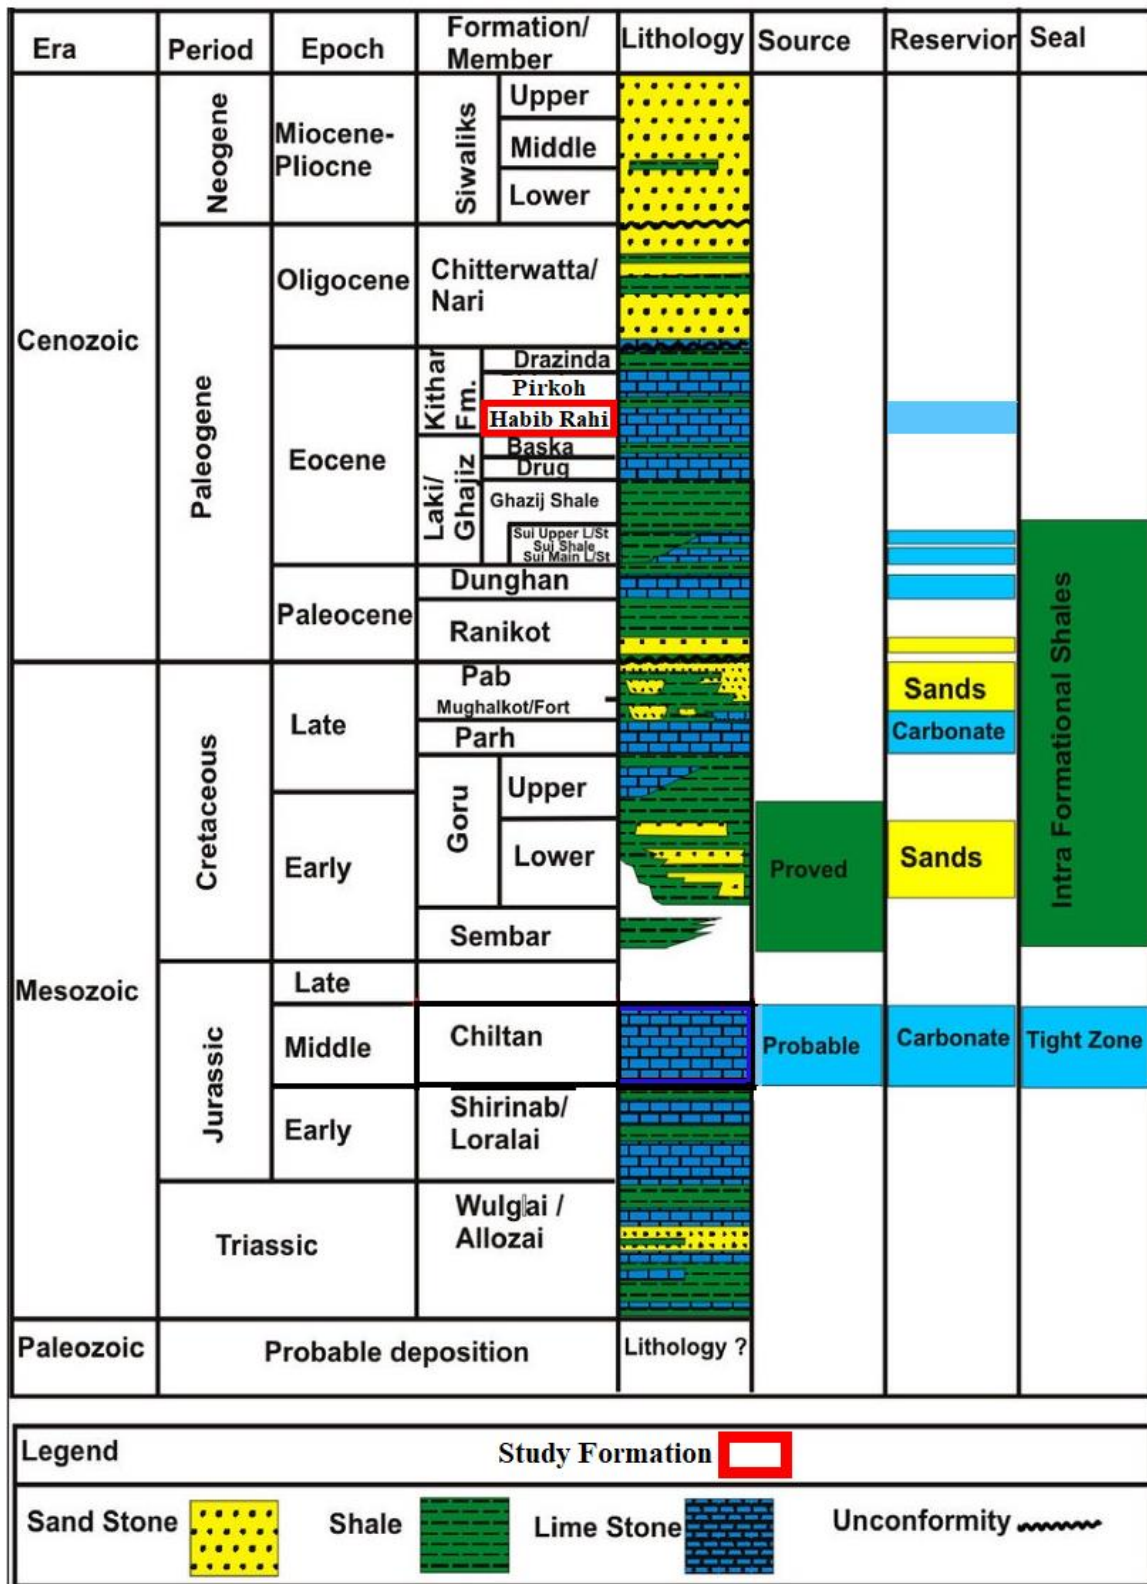 Era
Period
Epoch
Formation/
Member
Lithology
Source
Reservior
Seal
Cenozoic
Neogene
Miocene-
Pliocne
Siwaliks
Upper
Middle
Lower
Paleogene
Oligocene
Chitterwatta/
Nari
Eocene
Kithar
Fm.
Drazinda
Pirkoh
Habib Rahi
Laki/
Ghajiz
Baska
Drug
Ghazij Shale
Sui Upper L/St
Sui Shale
Sui Main L/St
Paleocene
Dunghan
Ranikot
Mesozoic
Cretaceous
Late
Pab
Mughalkot/Fort
Parh
Sands
Carbonate
Intra Formational Shales
Early
Goru
Upper
Lower
Sembar
Proved
Sands
Jurassic
Late
Middle
Chiltan
Probable
Carbonate
Tight Zone
Early
Shirinab/
Loralai
Triassic
Wulgai /
Allozai
Paleozoic
Probable deposition
Lithology ?
Legend
Study Formation
Sand Stone
Shale
Lime Stone
Unconformity